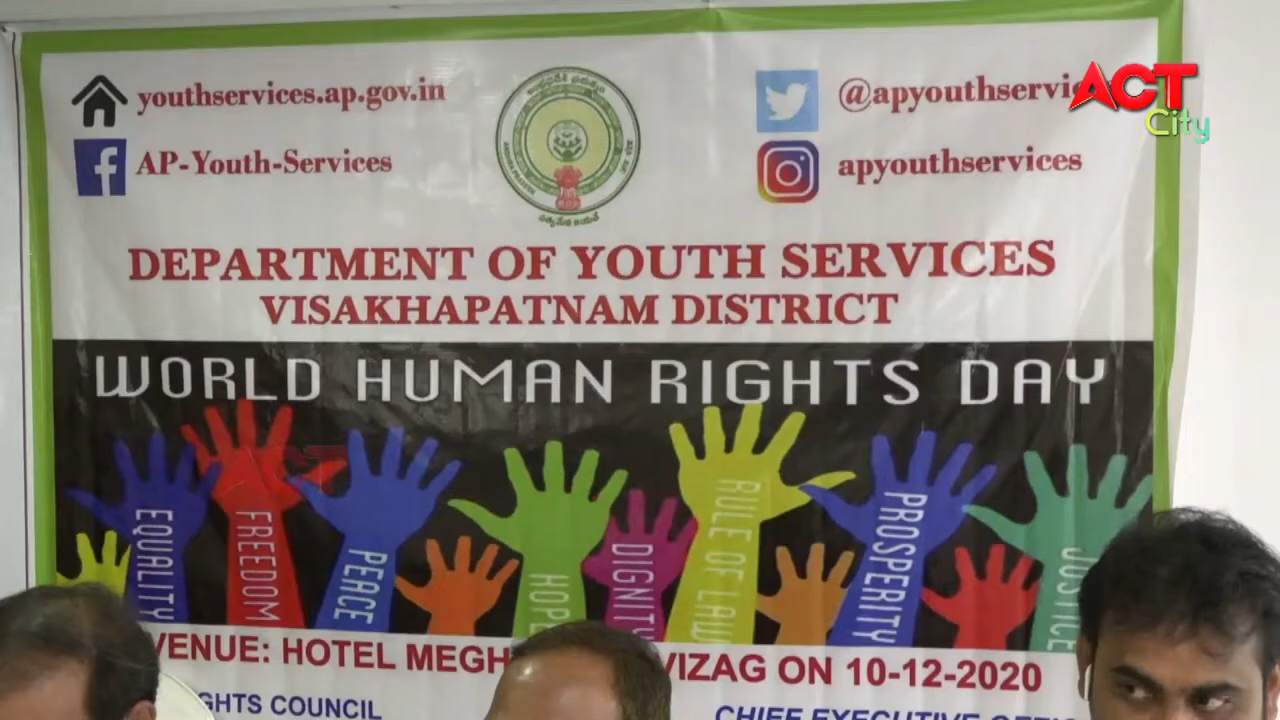 youthservices.ap.gov.in
AP-Youth-Services
@apyouthservic
apyouthservices
ACT
City
DEPARTMENT OF YOUTH SERVICES
VISAKHAPATNAM DISTRICT
WORLD HUMAN RIGHTS DAY
EQUALITY
FREEDOM
PEACE
HOPE
DIGNITY
RULE OF LAW
PROSPERITY
JUSTICE
VENUE: HOTEL MEGH VIZAG ON 10-12-2020
GHTS COUNCIL
CHIEF EXECUTIVE OFFIC